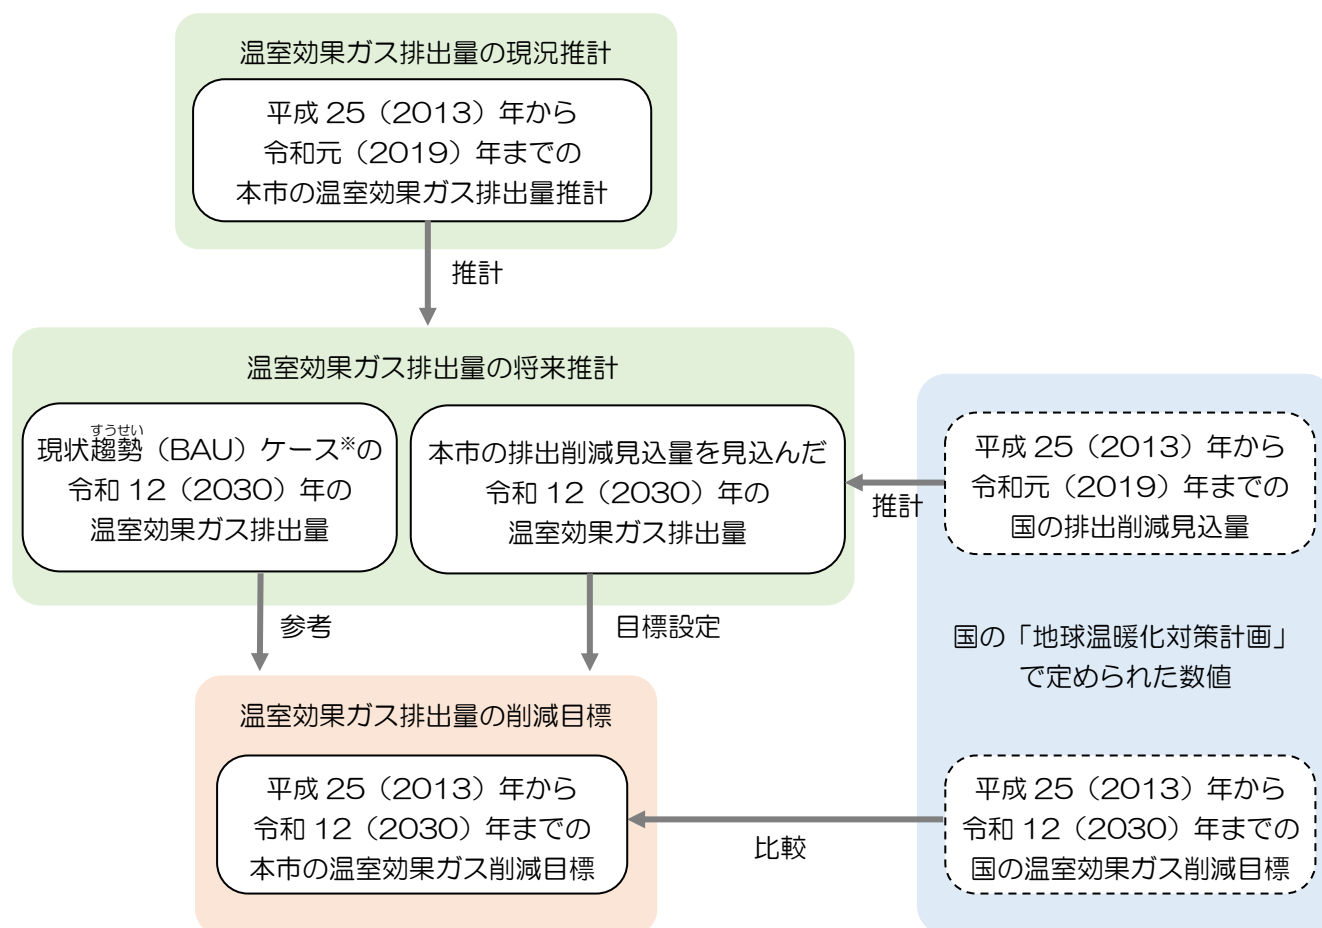 温室効果ガス排出量の現況推計
平成 25（2013）年から
令和元（2019）年までの
本市の温室効果ガス排出量推計
推計
温室効果ガス排出量の将来推計
すうせい
現状趨勢（BAU）ケース※の
令和 12（2030）年の
温室効果ガス排出量
本市の排出削減見込量を見込んだ
令和 12（2030）年の
温室効果ガス排出量
推計
平成 25（2013）年から
令和元（2019）年までの
国の排出削減見込量
参考
目標設定
国の「地球温暖化対策計画」
で定められた数値
温室効果ガス排出量の削減目標
平成 25（2013）年から
令和 12（2030）年までの
本市の温室効果ガス削減目標
比較
平成 25（2013）年から
令和 12（2030）年までの
国の温室効果ガス削減目標